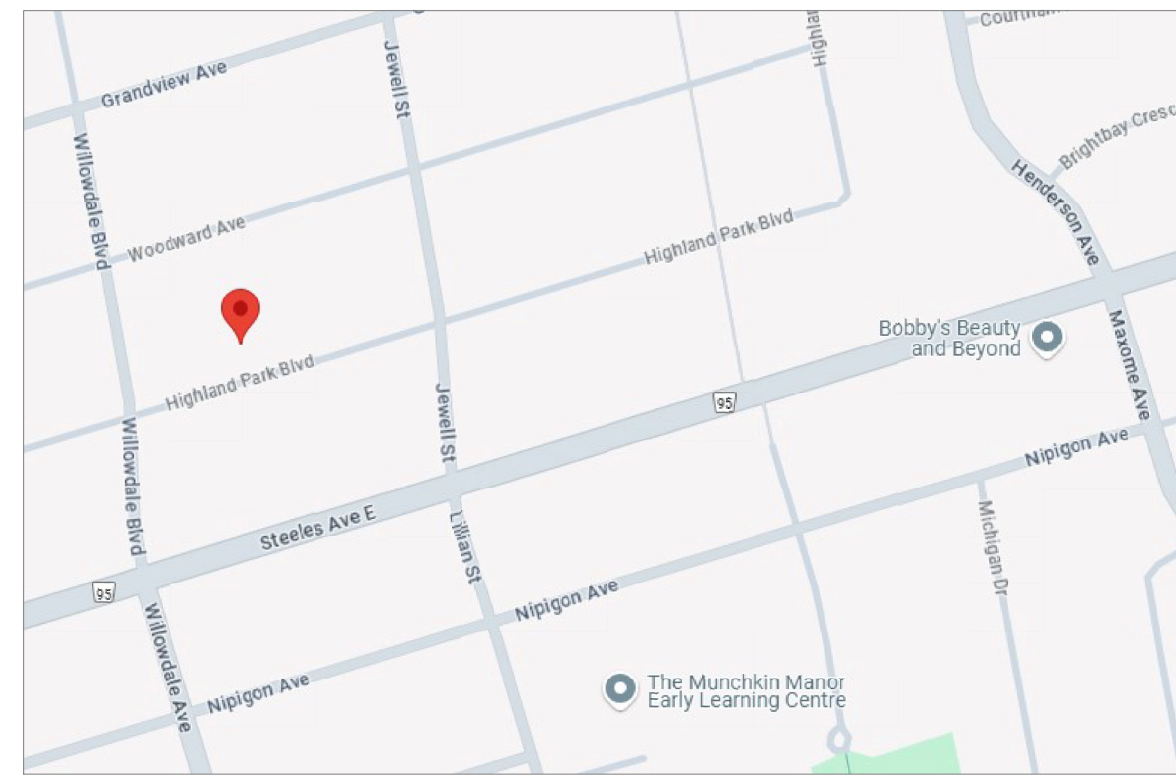 Courtham
Highlan
Grandview Ave
Jewell St
Brightbay Cresc
Willowdale Blvd
Henderson Ave
Woodward Ave
Highland Park Blvd
Bobby's Beauty
and Beyond
Maxome Ave
Highland Park Blvd
95
Jewell St
Willowdale Blvd
Nipigon Ave
Steeles Ave E
Lillian St
Michigan Dr
95
Nipigon Ave
Willowdale Ave
Nipigon Ave
The Munchkin Manor
Early Learning Centre